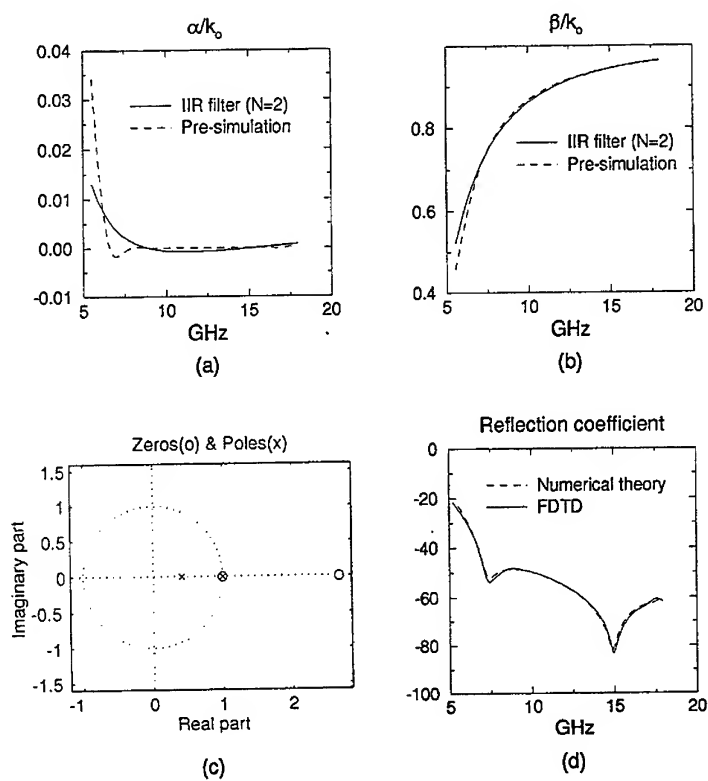 α/kₒ
0.04
0.03
0.02
0.01
0.00
-0.01
5
10
15
20
GHz
IIR filter (N=2)
Pre-simulation
(a)
β/kₒ
0.8
0.6
0.4
5
10
15
20
GHz
IIR filter (N=2)
Pre-simulation
(b)
Zeros(o) & Poles(x)
Imaginary part
1.5
1
0.5
0
-0.5
-1
-1.5
-1
0
1
2
Real part
(c)
Reflection coefficient
0
-20
-40
-60
-80
-100
5
10
15
20
GHz
Numerical theory
FDTD
(d)